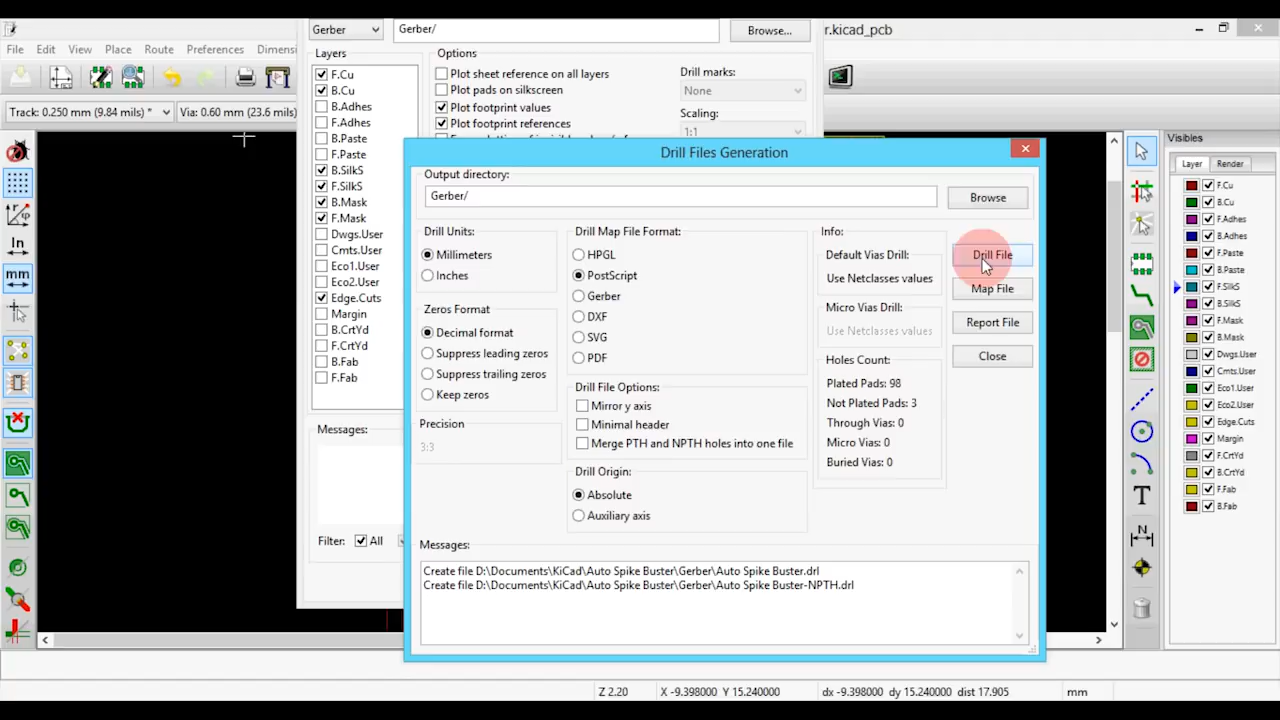 Gerber
Gerber/
Browse...
r.kicad_pcb
File Edit View Place Route Preferences Dimensi
Layers
Options
F.Cu
B.Cu
B.Adhes
F.Adhes
B.Paste
F.Paste
B.SilkS
F.SilkS
B.Mask
F.Mask
Dwgs.User
Cmts.User
Eco1.User
Eco2.User
Edge.Cuts
Margin
B.CrtYd
F.CrtYd
B.Fab
F.Fab
Plot sheet reference on all layers
Plot pads on silkscreen
Plot footprint values
Plot footprint references
Drill marks:
None
Scaling:
1:1
Track: 0.250 mm (9.84 mils) *
Via: 0.60 mm (23.6 mils)
In
mm
Messages:
Filter: All
Drill Files Generation
Output directory:
Gerber/
Browse
Drill Units:
Millimeters
Inches
Zeros Format
Decimal format
Suppress leading zeros
Suppress trailing zeros
Keep zeros
Precision
3:3
Drill Map File Format:
HPGL
PostScript
Gerber
DXF
SVG
PDF
Drill File Options:
Mirror y axis
Minimal header
Merge PTH and NPTH holes into one file
Drill Origin:
Absolute
Auxiliary axis
Info:
Default Vias Drill:
Use Netclasses values
Micro Vias Drill:
Use Netclasses values
Holes Count:
Plated Pads: 98
Not Plated Pads: 3
Through Vias: 0
Micro Vias: 0
Buried Vias: 0
Drill File
Map File
Report File
Close
Messages:
Create file D:\Documents\KiCad\Auto Spike Buster\Gerber\Auto Spike Buster.drl
Create file D:\Documents\KiCad\Auto Spike Buster\Gerber\Auto Spike Buster-NPTH.drl
Visibles
Layer Render
F.Cu
B.Cu
F.Adhes
B.Adhes
F.Paste
B.Paste
F.SilkS
B.SilkS
F.Mask
B.Mask
Dwgs.User
Cmts.User
Eco1.User
Eco2.User
Edge.Cuts
Margin
F.CrtYd
B.CrtYd
F.Fab
B.Fab
T
N
Z 2.20
X -9.398000 Y 15.240000
dx -9.398000 dy 15.240000 dist 17.905
mm